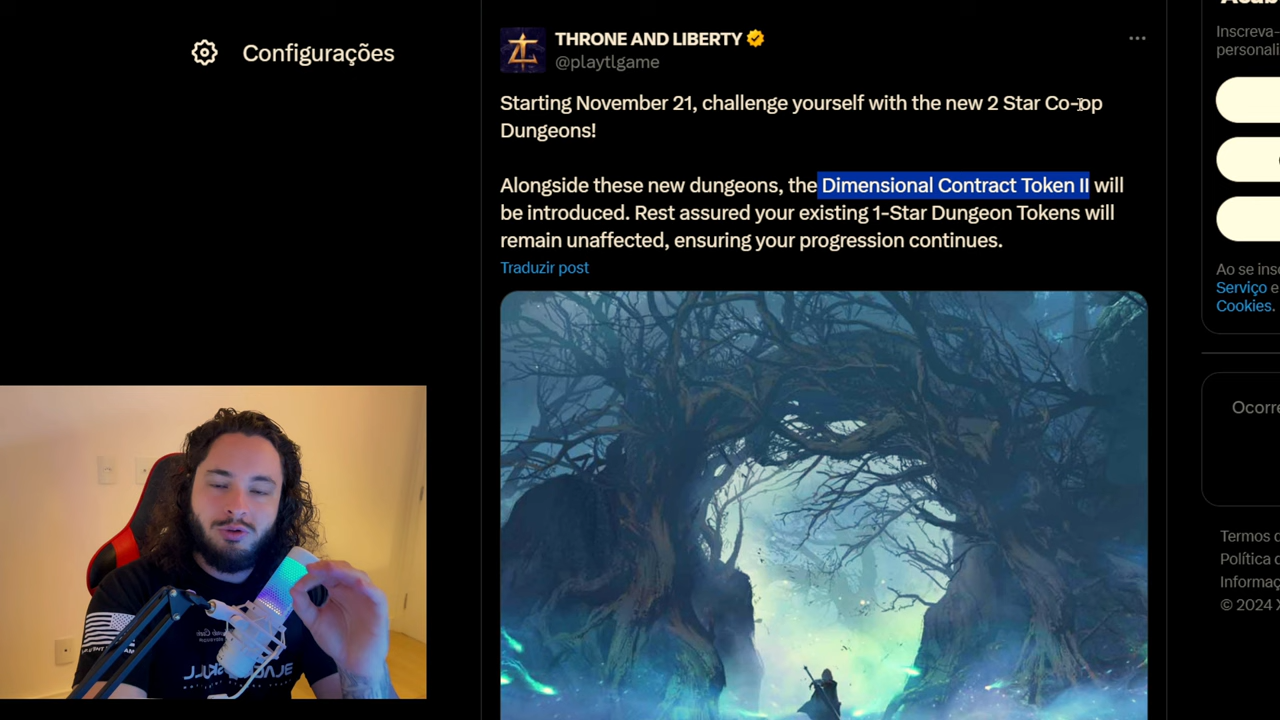 Configurações
THRONE AND LIBERTY
@playtlgame
Starting November 21, challenge yourself with the new 2 Star Co-op
Dungeons!
Alongside these new dungeons, the Dimensional Contract Token II will
be introduced. Rest assured your existing 1-Star Dungeon Tokens will
remain unaffected, ensuring your progression continues.
Traduzir post
Inscreva-
personali
Ao se ins
Serviço e
Cookies.
Ocorre
Termos d
Política d
Informaç
© 2024 X